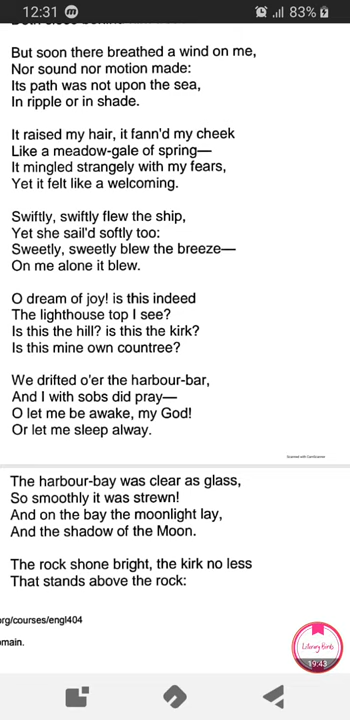 12:31 m 83%
But soon there breathed a wind on me,
Nor sound nor motion made:
Its path was not upon the sea,
In ripple or in shade.
It raised my hair, it fann'd my cheek
Like a meadow-gale of spring—
It mingled strangely with my fears,
Yet it felt like a welcoming.
Swiftly, swiftly flew the ship,
Yet she sail'd softly too:
Sweetly, sweetly blew the breeze—
On me alone it blew.
O dream of joy! is this indeed
The lighthouse top I see?
Is this the hill? is this the kirk?
Is this mine own countree?
We drifted o'er the harbour-bar,
And I with sobs did pray—
O let me be awake, my God!
Or let me sleep alway.
Scanned with CamScanner
The harbour-bay was clear as glass,
So smoothly it was strewn!
And on the bay the moonlight lay,
And the shadow of the Moon.
The rock shone bright, the kirk no less
That stands above the rock:
org/courses/engl404
main.
Literary Birds
19:43